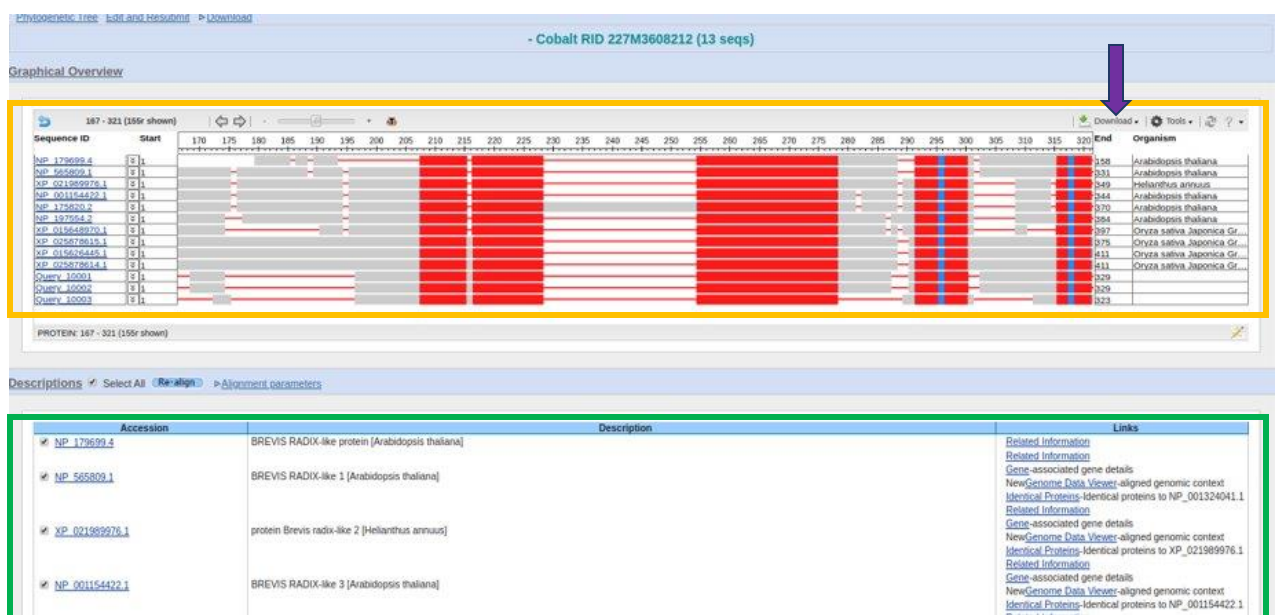 Phylogenetic Tree Edit and Resubmit ▹Download
- Cobalt RID 227M3608212 (13 seqs)
Graphical Overview
167 - 321 (155r shown) - + Download Tools ?
Sequence ID Start 170 175 180 185 190 195 200 205 210 215 220 225 230 235 240 245 250 255 260 265 270 275 280 285 290 295 300 305 310 315 320 End Organism
NP_179699.4 1 158 Arabidopsis thaliana
NP_565809.1 1 331 Arabidopsis thaliana
XP_021989976.1 1 349 Helianthus annuus
NP_001154422.1 1 344 Arabidopsis thaliana
NP_175820.2 1 370 Arabidopsis thaliana
NP_197554.2 1 384 Arabidopsis thaliana
XP_015648970.1 1 397 Oryza sativa Japonica Gr...
XP_025878615.1 1 375 Oryza sativa Japonica Gr...
XP_015626445.1 1 411 Oryza sativa Japonica Gr...
XP_025878614.1 1 411 Oryza sativa Japonica Gr...
Query_10001 1 329
Query_10002 1 329
Query_10003 1 323
PROTEIN: 167 - 321 (155r shown)
Descriptions Select All Re-align ▹Alignment parameters
Accession Description Links
NP_179699.4 BREVIS RADIX-like protein [Arabidopsis thaliana] Related Information
Related Information
NP_565809.1 BREVIS RADIX-like 1 [Arabidopsis thaliana] Gene-associated gene details
NewGenome Data Viewer-aligned genomic context
Identical Proteins-Identical proteins to NP_001324041.1
Related Information
XP_021989976.1 protein Brevis radix-like 2 [Helianthus annuus] Gene-associated gene details
NewGenome Data Viewer-aligned genomic context
Identical Proteins-Identical proteins to XP_021989976.1
Related Information
NP_001154422.1 BREVIS RADIX-like 3 [Arabidopsis thaliana] Gene-associated gene details
NewGenome Data Viewer-aligned genomic context
Identical Proteins-Identical proteins to NP_001154422.1